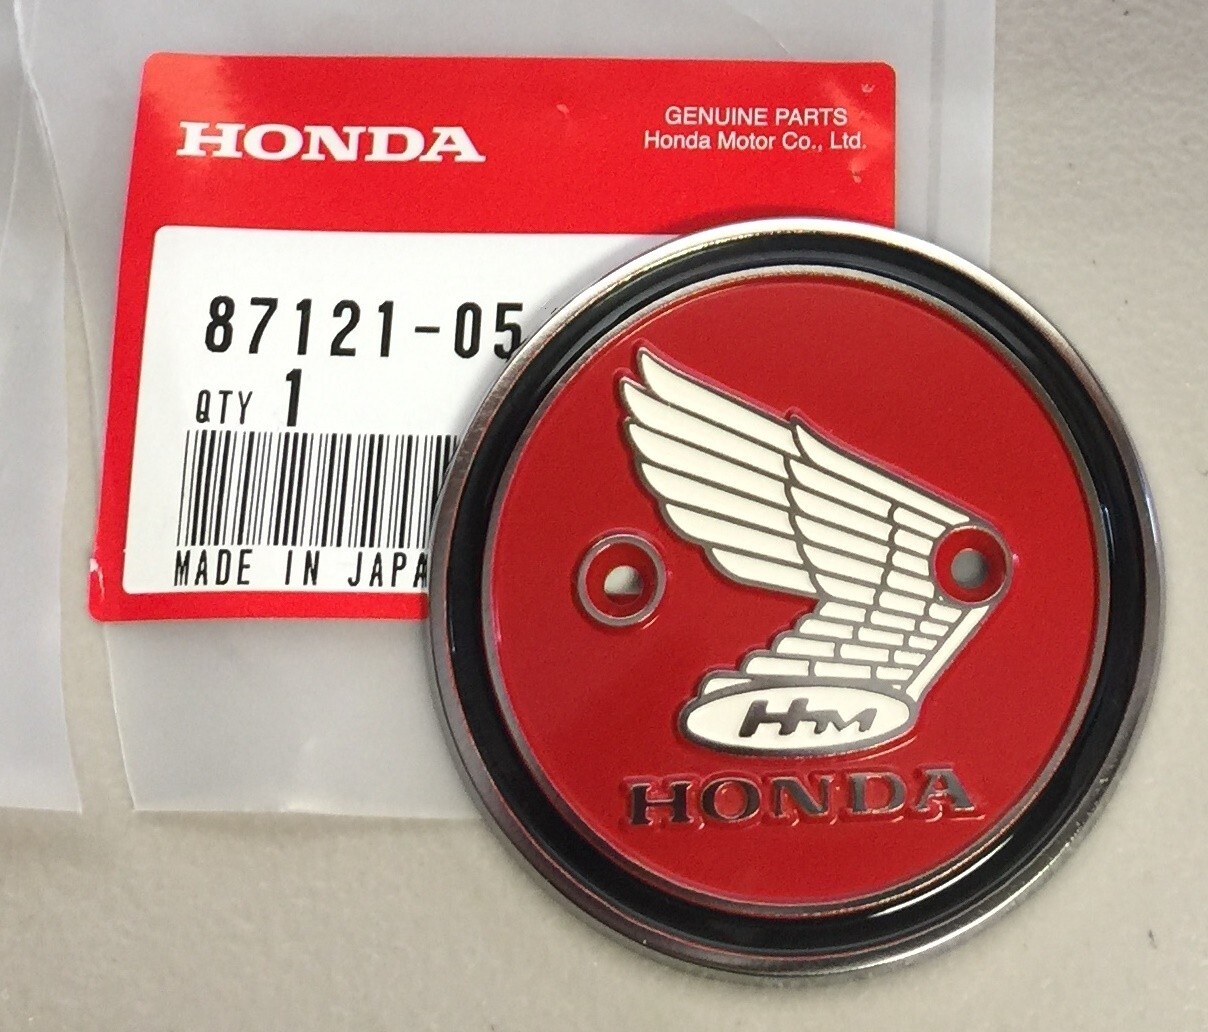 HONDA
GENUINE PARTS
Honda Motor Co., Ltd.
87121-05
QTY 1
MADE IN JAPA
HM
HONDA